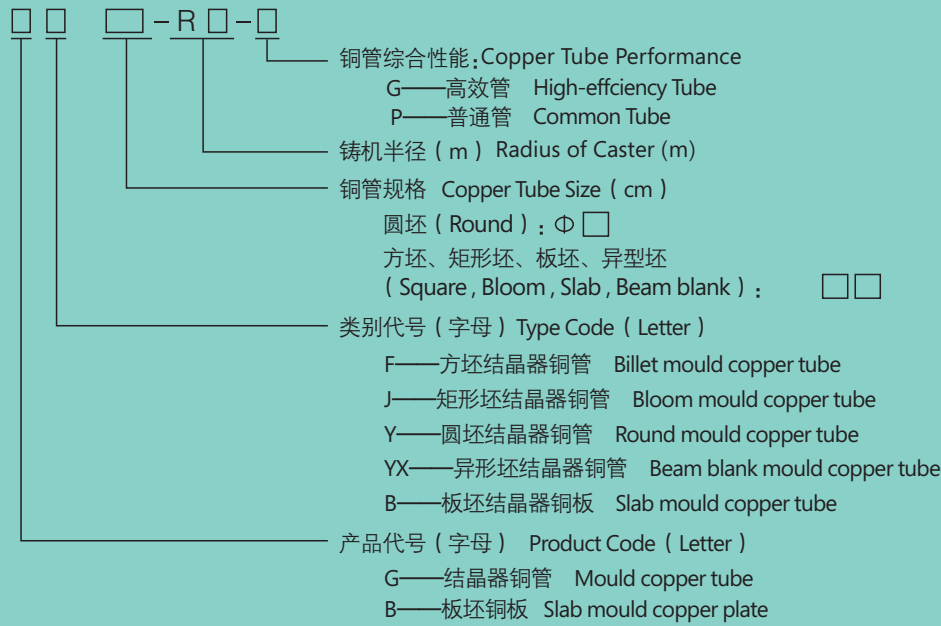 □ □ □-R□-□
铜管综合性能:Copper Tube Performance
G——高效管 High-effciency Tube
P——普通管 Common Tube
铸机半径(m)Radius of Caster (m)
铜管规格 Copper Tube Size(cm)
圆坯(Round):Φ□
方坯、矩形坯、板坯、异型坯
(Square , Bloom , Slab , Beam blank): □□
类别代号(字母)Type Code(Letter)
F——方坯结晶器铜管 Billet mould copper tube
J——矩形坯结晶器铜管 Bloom mould copper tube
Y——圆坯结晶器铜管 Round mould copper tube
YX——异形坯结晶器铜管 Beam blank mould copper tube
B——板坯结晶器铜板 Slab mould copper tube
产品代号(字母) Product Code(Letter)
G——结晶器铜管 Mould copper tube
B——板坯铜板 Slab mould copper plate